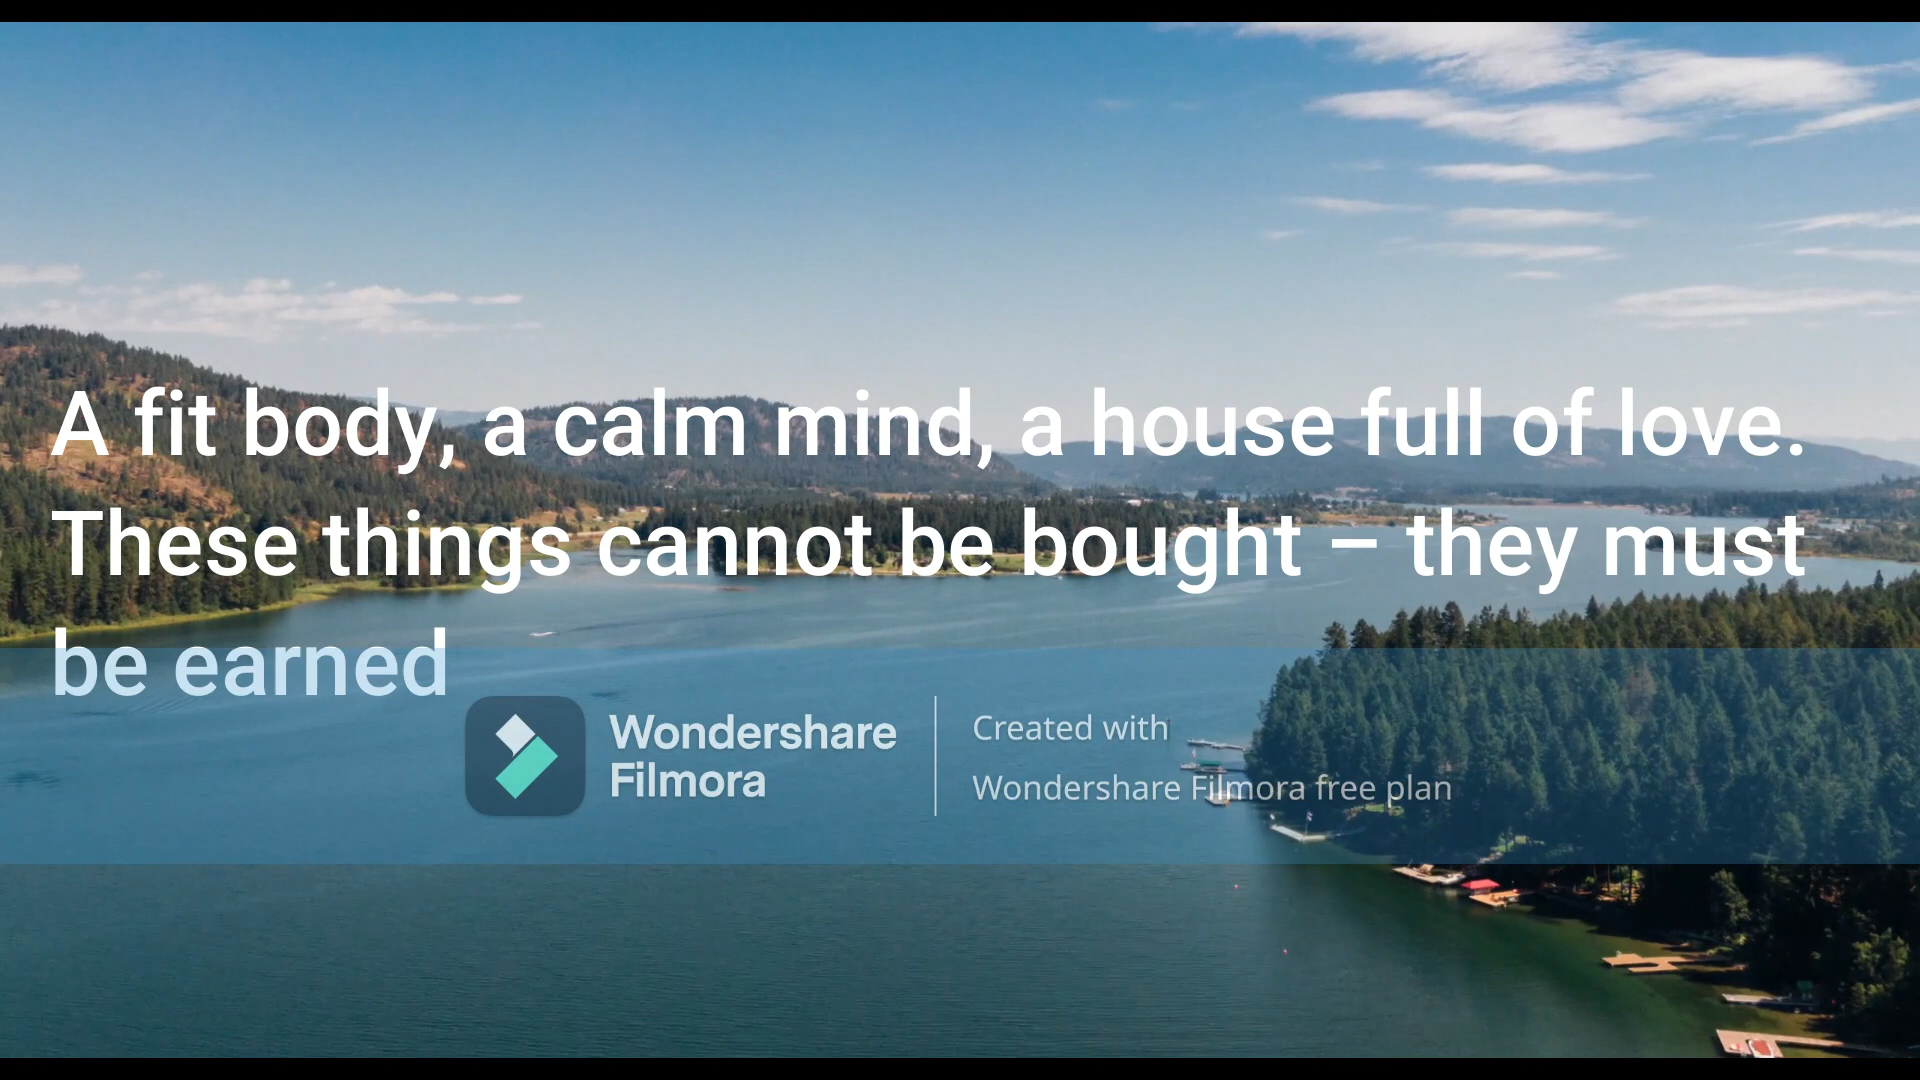 A fit body, a calm mind, a house full of love.
These things cannot be bought – they must
be earned
Wondershare
Filmora
Created with
Wondershare Filmora free plan